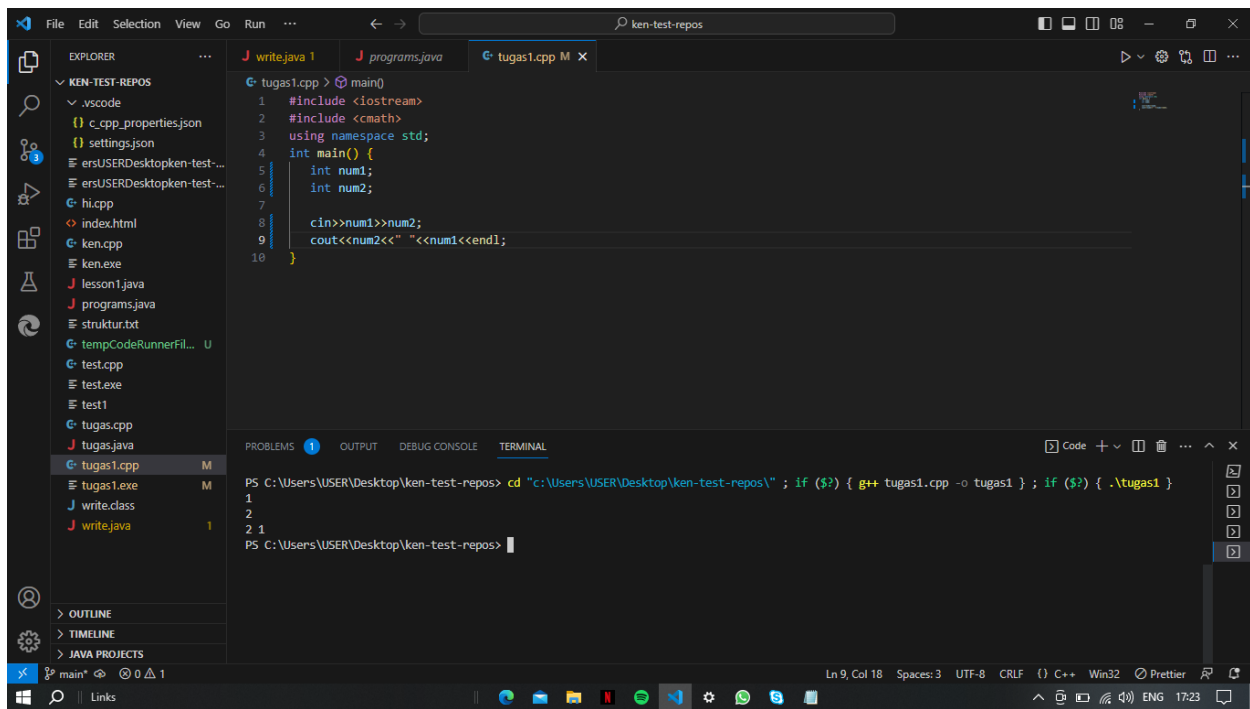 File Edit Selection View Go Run ··· ken-test-repos
EXPLORER ···
KEN-TEST-REPOS
.vscode
{} c_cpp_properties.json
{} settings.json
ersUSERDesktopken-test-...
ersUSERDesktopken-test-...
hi.cpp
index.html
ken.cpp
ken.exe
J lesson1.java
J programs.java
struktur.txt
tempCodeRunnerFil... U
test.cpp
test.exe
test1
tugas.cpp
J tugas.java
tugas1.cpp M
tugas1.exe M
J write.class
J write.java 1
OUTLINE
TIMELINE
JAVA PROJECTS
3
J write.java 1 J programs.java tugas1.cpp M
tugas1.cpp > main()
1 #include <iostream>
2 #include <cmath>
3 using namespace std;
4 int main() {
5 int num1;
6 int num2;
7
8 cin>>num1>>num2;
9 cout<<num2<<" "<<num1<<endl;
10 }
PROBLEMS 1 OUTPUT DEBUG CONSOLE TERMINAL Code
PS C:\Users\USER\Desktop\ken-test-repos> cd "c:\Users\USER\Desktop\ken-test-repos\" ; if ($?) { g++ tugas1.cpp -o tugas1 } ; if ($?) { .\tugas1 }
1
2
2 1
PS C:\Users\USER\Desktop\ken-test-repos>
main* 0 1 Ln 9, Col 18 Spaces: 3 UTF-8 CRLF {} C++ Win32 Prettier
Links ENG 17:23